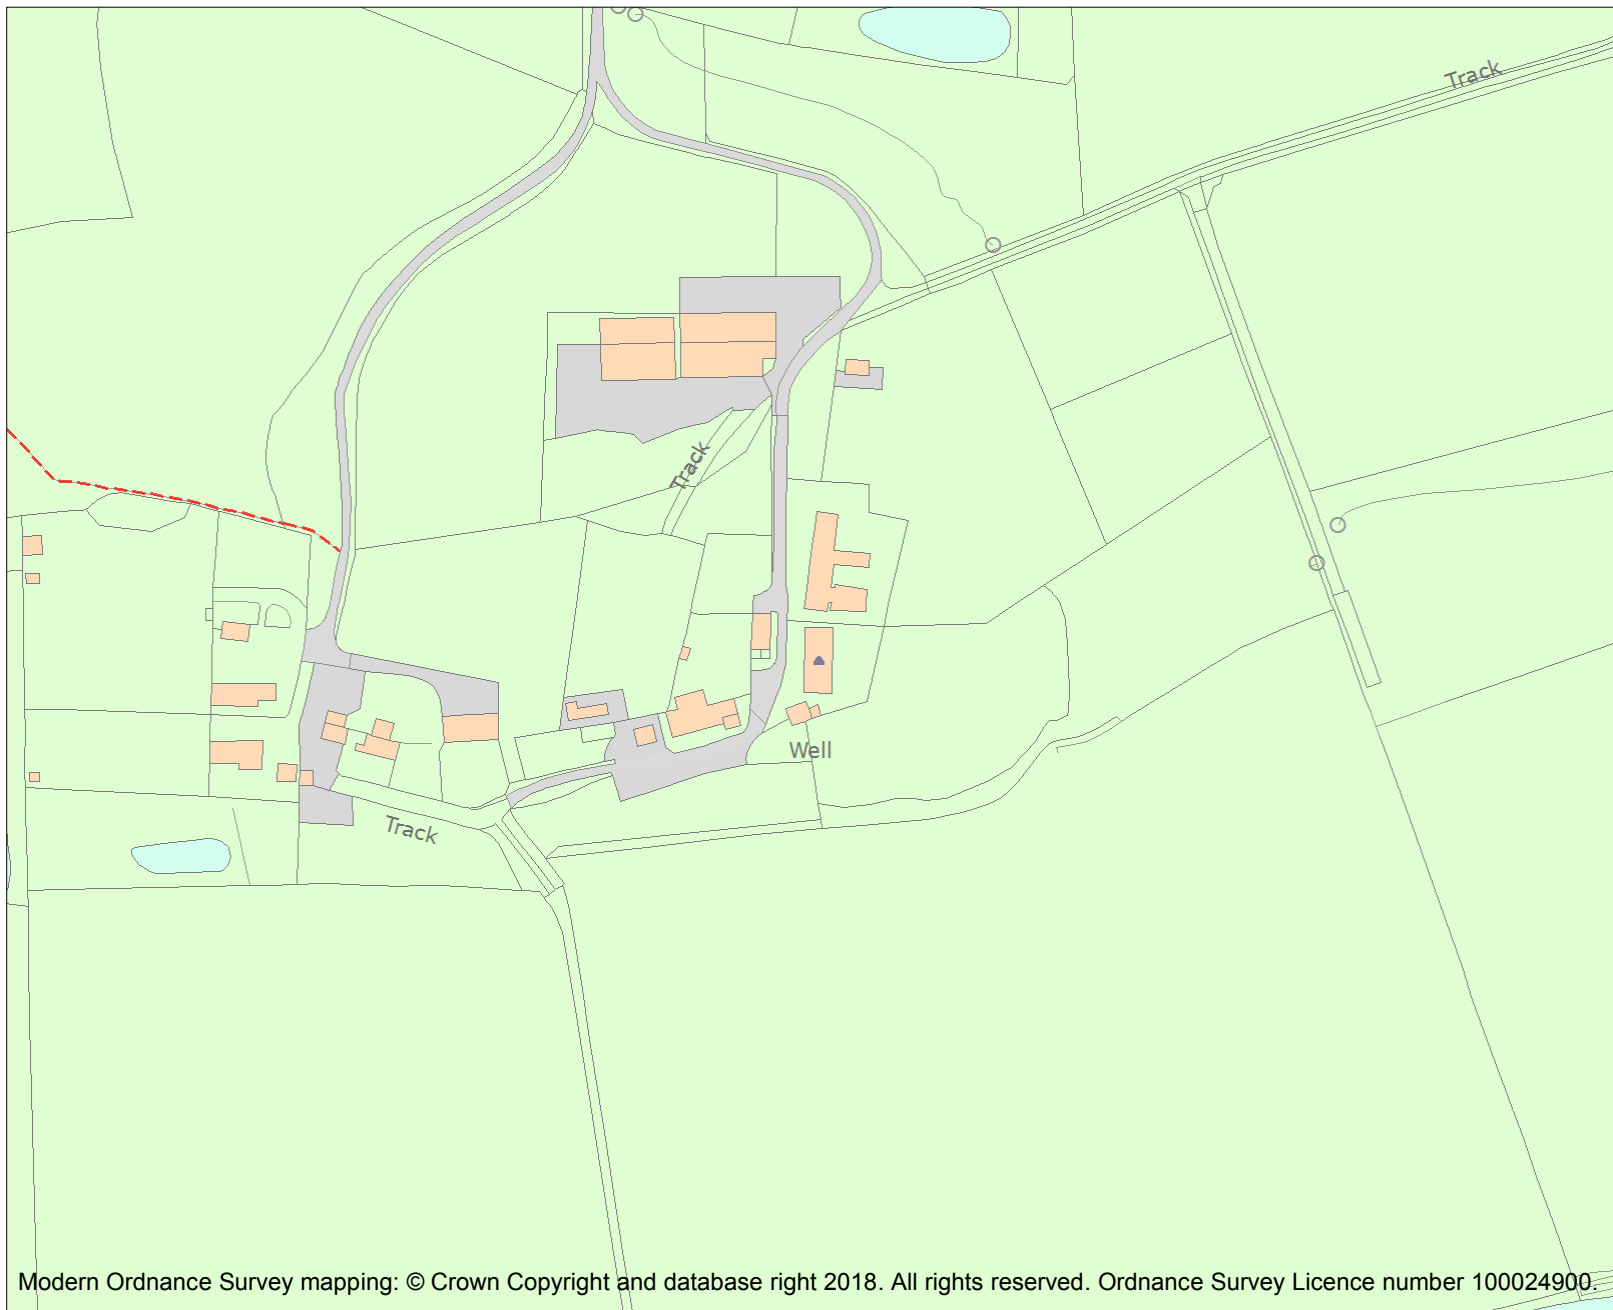 Track
Track
Well
Track
Modern Ordnance Survey mapping: © Crown Copyright and database right 2018. All rights reserved. Ordnance Survey Licence number 100024900.